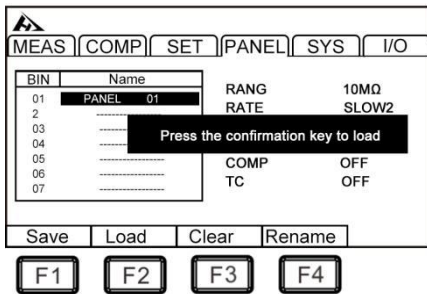 MEAS COMP SET PANEL SYS I/O
BIN Name
01 PANEL 01
2 ----------------
03 ----------------
04 ----------------
05 ----------------
06 ----------------
07 ----------------
RANG 10MΩ
RATE SLOW2
Press the confirmation key to load
COMP OFF
TC OFF
Save Load Clear Rename
F1 F2 F3 F4